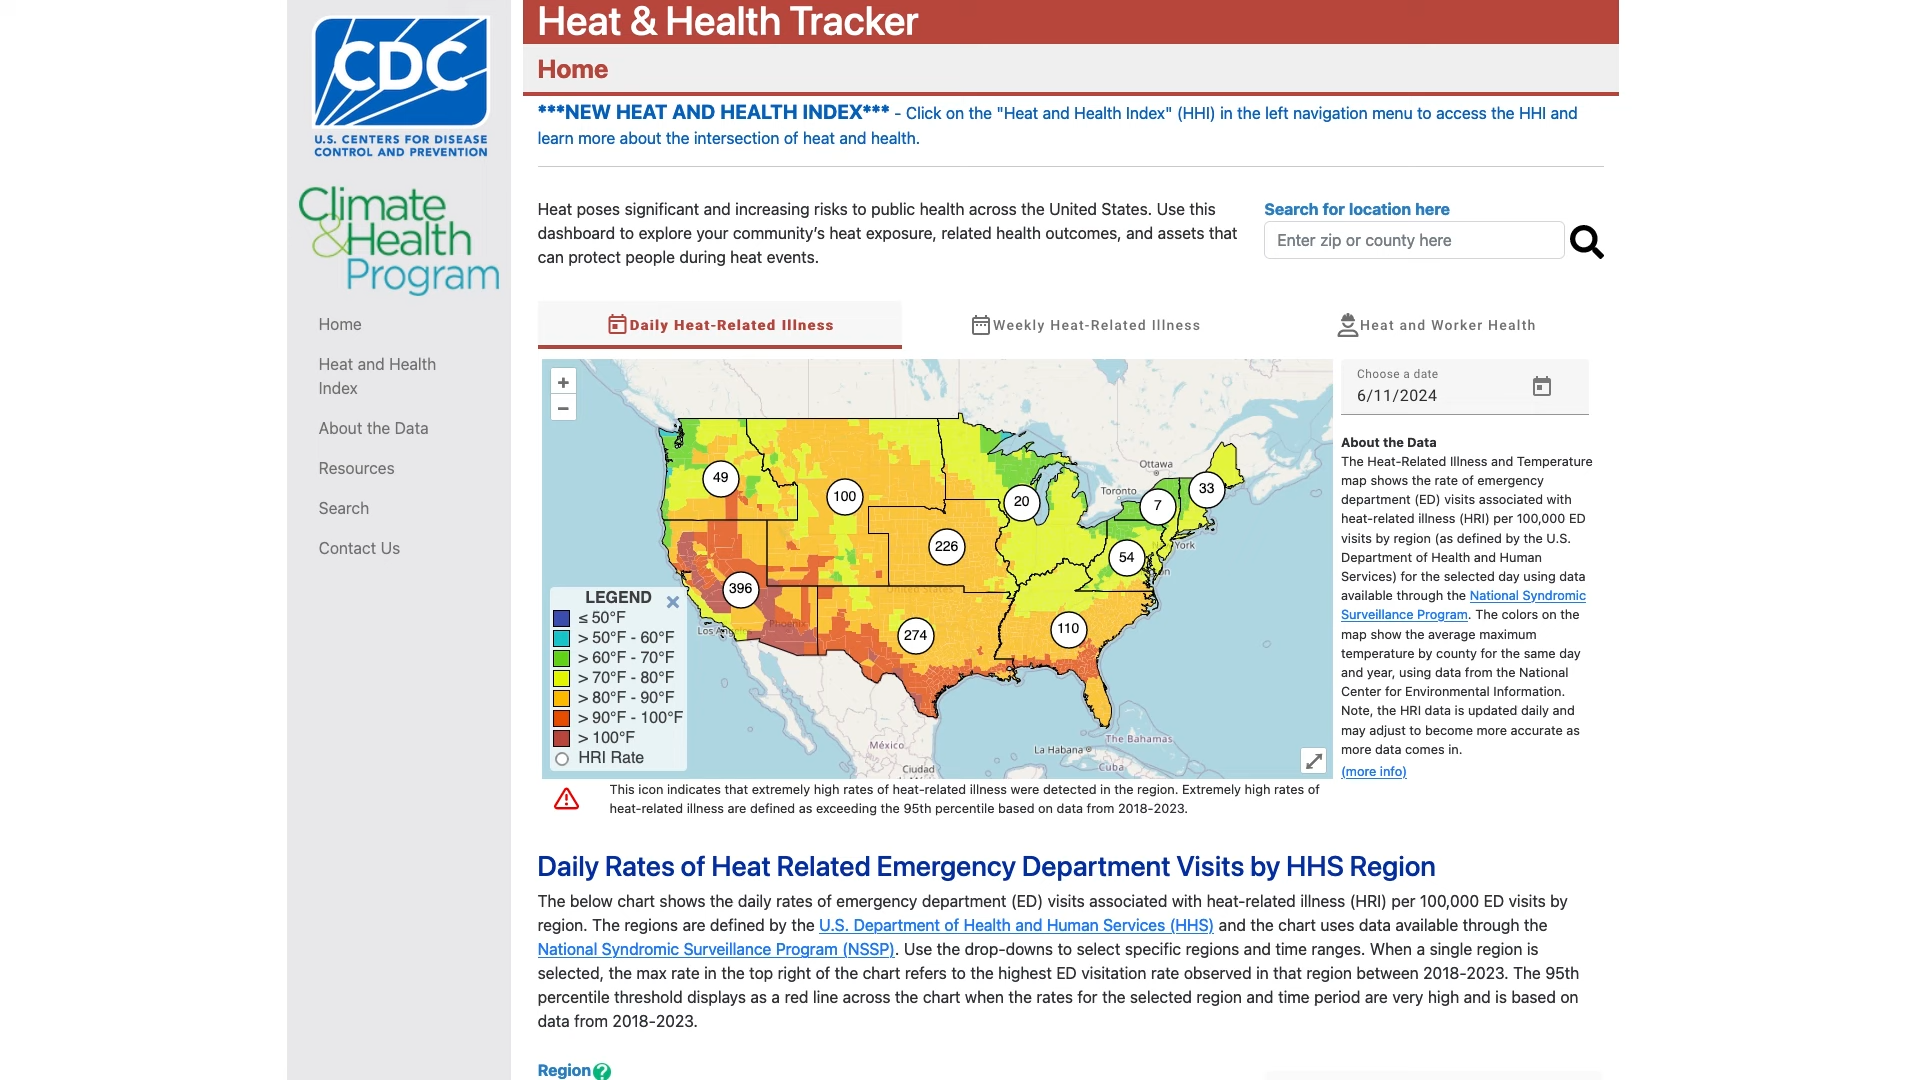 CDC
U.S. CENTERS FOR DISEASE
CONTROL AND PREVENTION
Climate
&Health
Program
Home
Heat and Health
Index
About the Data
Resources
Search
Contact Us
Heat & Health Tracker
Home
***NEW HEAT AND HEALTH INDEX*** - Click on the "Heat and Health Index" (HHI) in the left navigation menu to access the HHI and
learn more about the intersection of heat and health.
Heat poses significant and increasing risks to public health across the United States. Use this
dashboard to explore your community’s heat exposure, related health outcomes, and assets that
can protect people during heat events.
Search for location here
Enter zip or county here
Daily Heat-Related Illness
Weekly Heat-Related Illness
Heat and Worker Health
+
−
49
100
20
7
33
226
54
396
274
110
Ottawa
Toronto
York
United States
Los Angeles
Phoenix
México
Ciudad
La Habana
The Bahamas
Cuba
LEGEND
≤ 50°F
> 50°F - 60°F
> 60°F - 70°F
> 70°F - 80°F
> 80°F - 90°F
> 90°F - 100°F
> 100°F
HRI Rate
Choose a date
6/11/2024
About the Data
The Heat-Related Illness and Temperature
map shows the rate of emergency
department (ED) visits associated with
heat-related illness (HRI) per 100,000 ED
visits by region (as defined by the U.S.
Department of Health and Human
Services) for the selected day using data
available through the National Syndromic
Surveillance Program. The colors on the
map show the average maximum
temperature by county for the same day
and year, using data from the National
Center for Environmental Information.
Note, the HRI data is updated daily and
may adjust to become more accurate as
more data comes in.
(more info)
This icon indicates that extremely high rates of heat-related illness were detected in the region. Extremely high rates of
heat-related illness are defined as exceeding the 95th percentile based on data from 2018-2023.
Daily Rates of Heat Related Emergency Department Visits by HHS Region
The below chart shows the daily rates of emergency department (ED) visits associated with heat-related illness (HRI) per 100,000 ED visits by
region. The regions are defined by the U.S. Department of Health and Human Services (HHS) and the chart uses data available through the
National Syndromic Surveillance Program (NSSP). Use the drop-downs to select specific regions and time ranges. When a single region is
selected, the max rate in the top right of the chart refers to the highest ED visitation rate observed in that region between 2018-2023. The 95th
percentile threshold displays as a red line across the chart when the rates for the selected region and time period are very high and is based on
data from 2018-2023.
Region